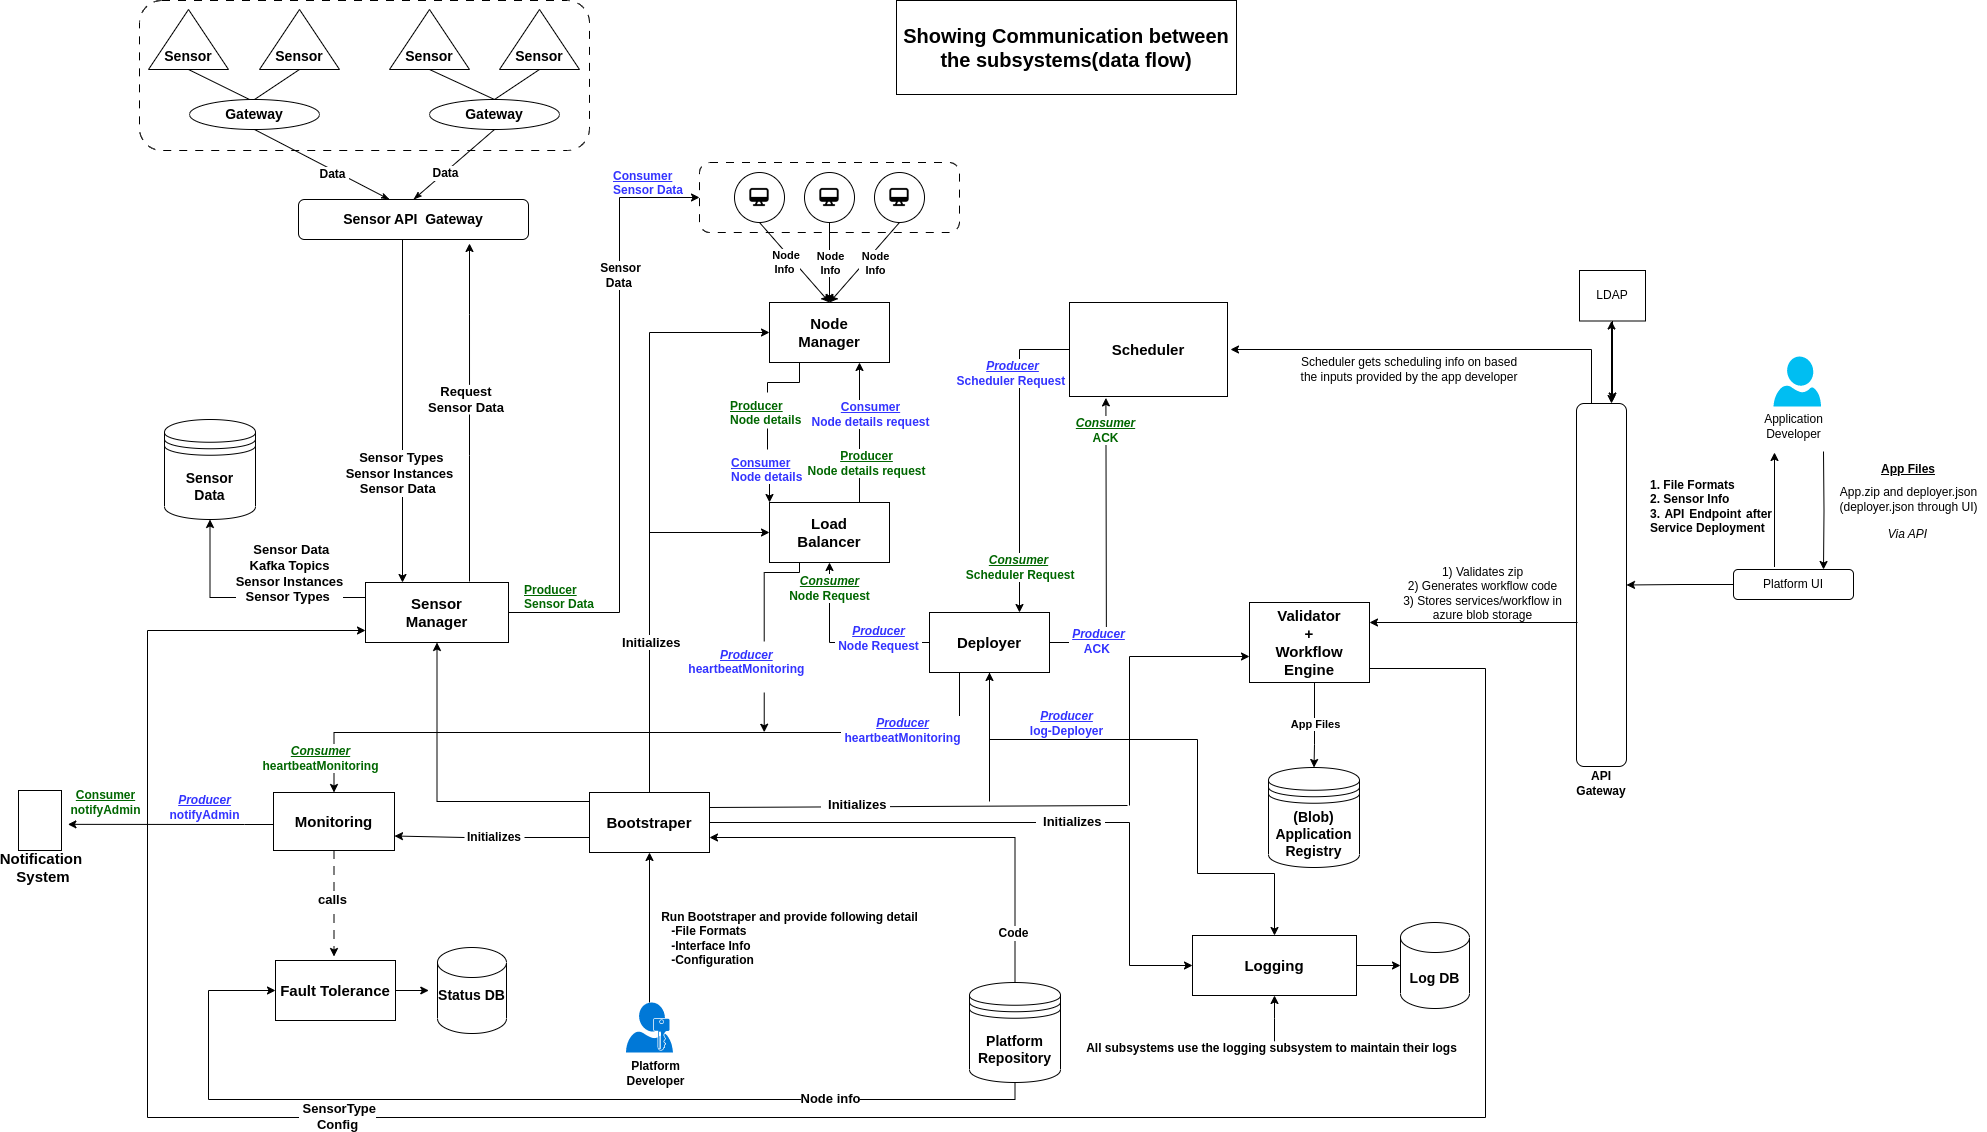 Showing Communication between
the subsystems(data flow)
Sensor
Sensor
Sensor
Sensor
Gateway
Gateway
Data
Data
Sensor API  Gateway
Consumer
Sensor Data
Sensor
Data
Node
Info
Node
Info
Node
Info
Node
Manager
Scheduler
LDAP
Scheduler gets scheduling info on based
the inputs provided by the app developer
Producer
Scheduler Request
Request
Sensor Data
Producer
Node details
Consumer
Node details request
Consumer
ACK
Application
Developer
Sensor Types
Sensor Instances
Sensor Data
Consumer
Node details
Producer
Node details request
Sensor
Data
App Files
App.zip and deployer.json
(deployer.json through UI)
Via API
1. File Formats
2. Sensor Info
3. API Endpoint after
Service Deployment
Load
Balancer
Sensor Data
Kafka Topics
Sensor Instances
Sensor Types
Consumer
Scheduler Request
1) Validates zip
2) Generates workflow code
3) Stores services/workflow in
azure blob storage
Platform UI
Sensor
Manager
Producer
Sensor Data
Consumer
Node Request
Initializes
Producer
heartbeatMonitoring
Producer
Node Request
Deployer
Producer
ACK
Validator
+
Workflow
Engine
App Files
Producer
heartbeatMonitoring
Producer
log-Deployer
Consumer
heartbeatMonitoring
API
Gateway
Consumer
notifyAdmin
Producer
notifyAdmin
Monitoring
Initializes
Bootstraper
Initializes
Initializes
(Blob)
Application
Registry
Notification
System
calls
Run Bootstraper and provide following detail
-File Formats
-Interface Info
-Configuration
Code
Fault Tolerance
Status DB
Logging
Log DB
Platform
Repository
All subsystems use the logging subsystem to maintain their logs
Platform
Developer
Node info
SensorType
Config